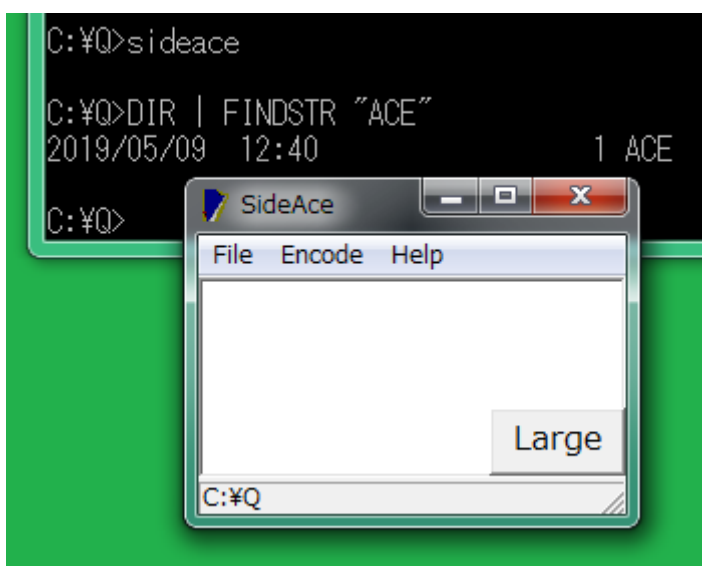 C:¥Q>sideace
C:¥Q>DIR | FINDSTR "ACE"
2019/05/09 12:40 1 ACE
C:¥Q>
SideAce
File Encode Help
Large
C:¥Q